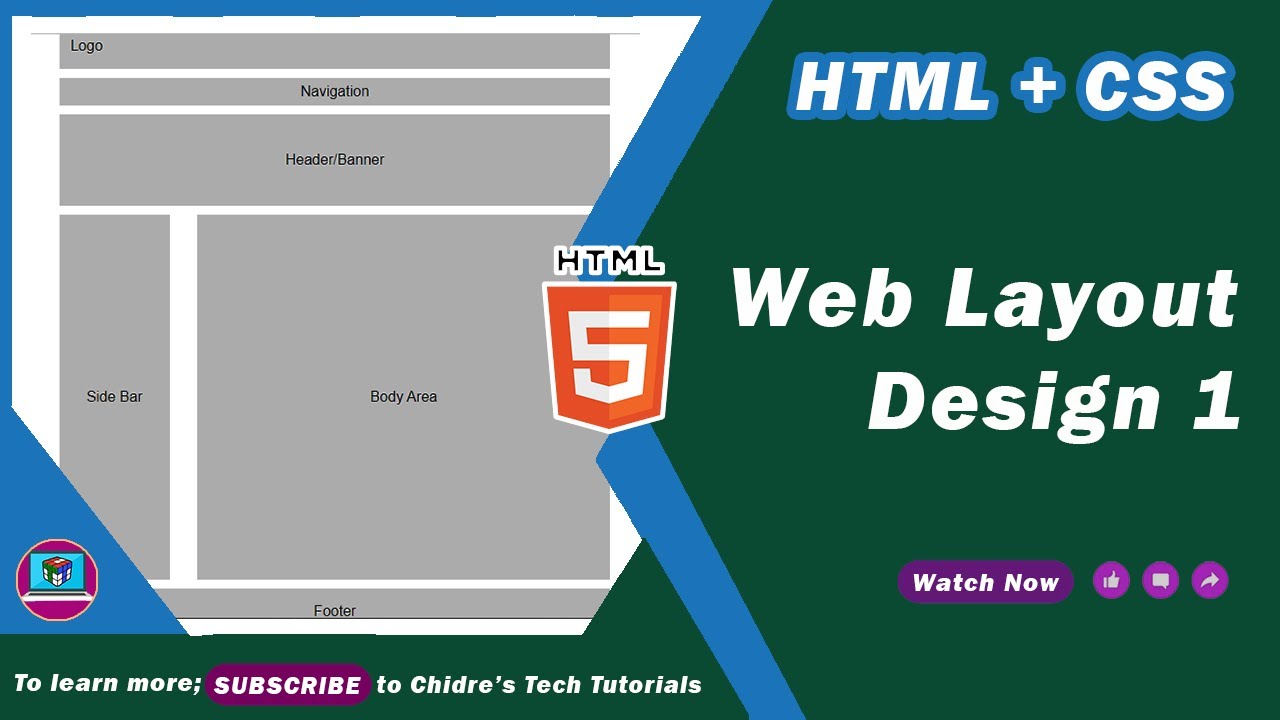 Logo
Navigation
Header/Banner
Side Bar
Body Area
Footer
HTML
5
HTML + CSS
Web Layout
Design 1
Watch Now
To learn more; SUBSCRIBE to Chidre's Tech Tutorials